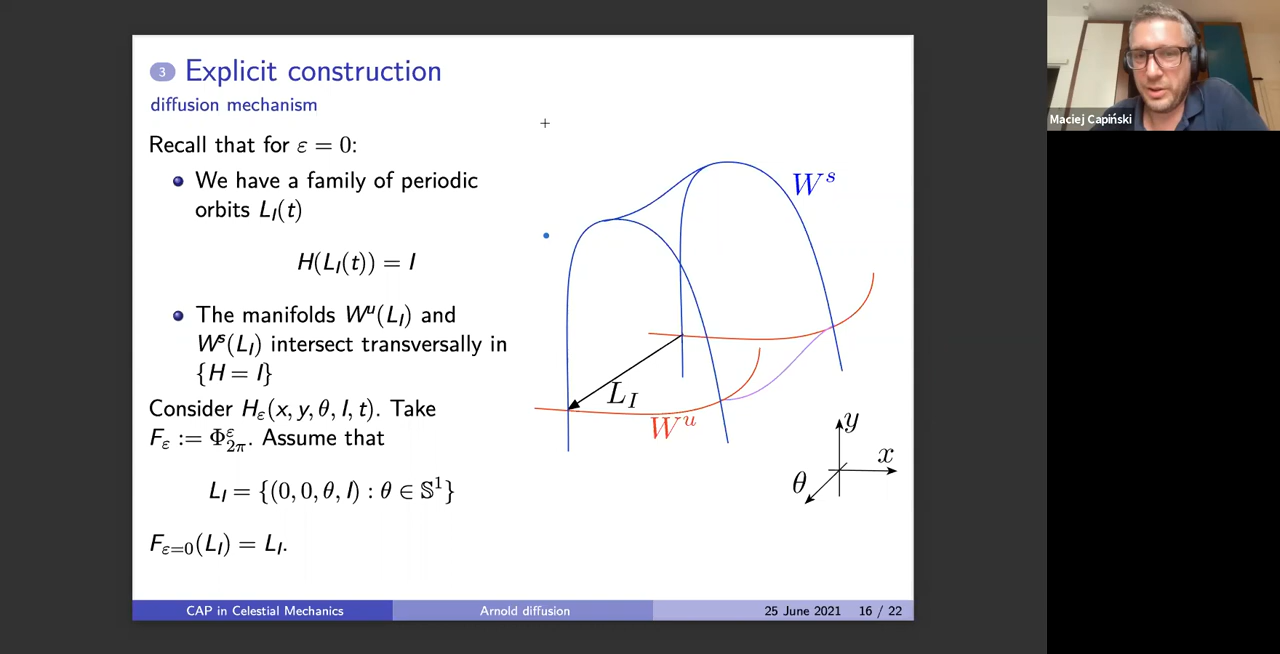 3 Explicit construction
diffusion mechanism
Recall that for ε = 0:
We have a family of periodic
orbits L_I(t)
H(L_I(t)) = I
The manifolds W^u(L_I) and
W^s(L_I) intersect transversally in
{H = I}
Consider H_ε(x, y, θ, I, t). Take
F_ε := Φ^ε_{2π}. Assume that
L_I = {(0, 0, θ, I) : θ ∈ 𝕊^1}
F_{ε=0}(L_I) = L_I.
W^s
L_I
W^u
y
x
θ
CAP in Celestial Mechanics
Arnold diffusion
25 June 2021 16 / 22
Maciej Capiński